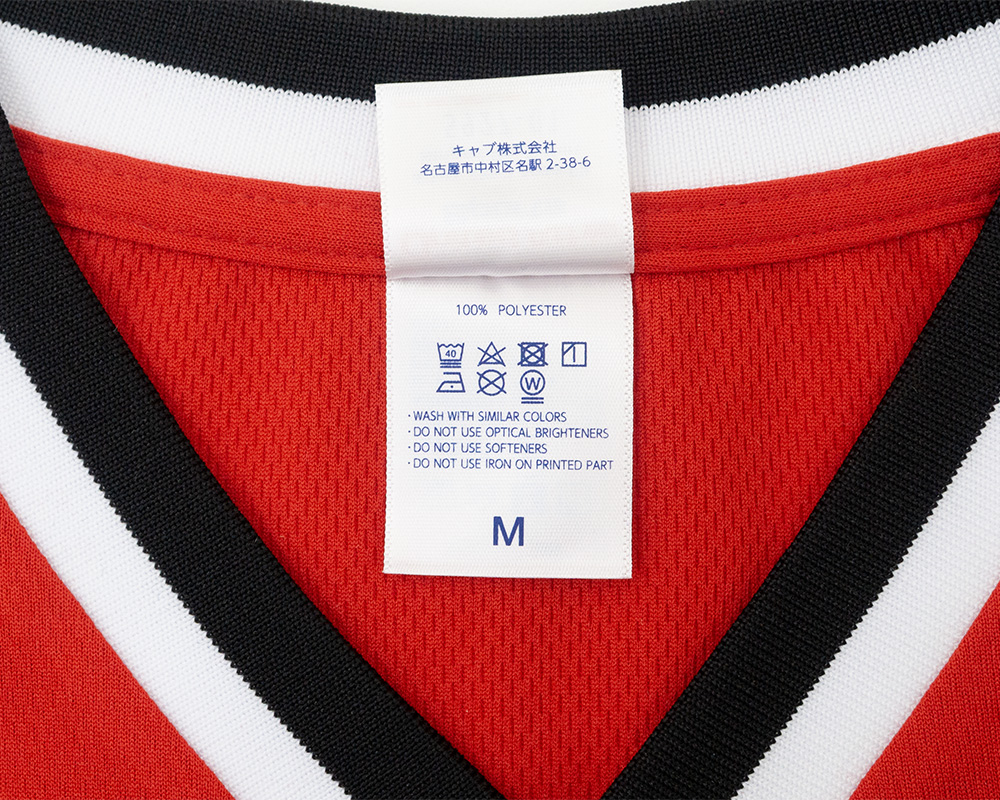 キャブ株式会社
名古屋市中村区名駅 2-38-6
100% POLYESTER
40
W
・WASH WITH SIMILAR COLORS
・DO NOT USE OPTICAL BRIGHTENERS
・DO NOT USE SOFTENERS
・DO NOT USE IRON ON PRINTED PART
M